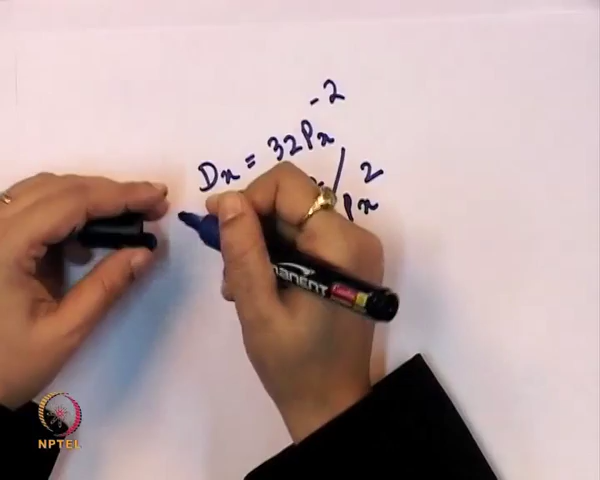 Dx = 32Px^-2
/ Px^2
NPTEL